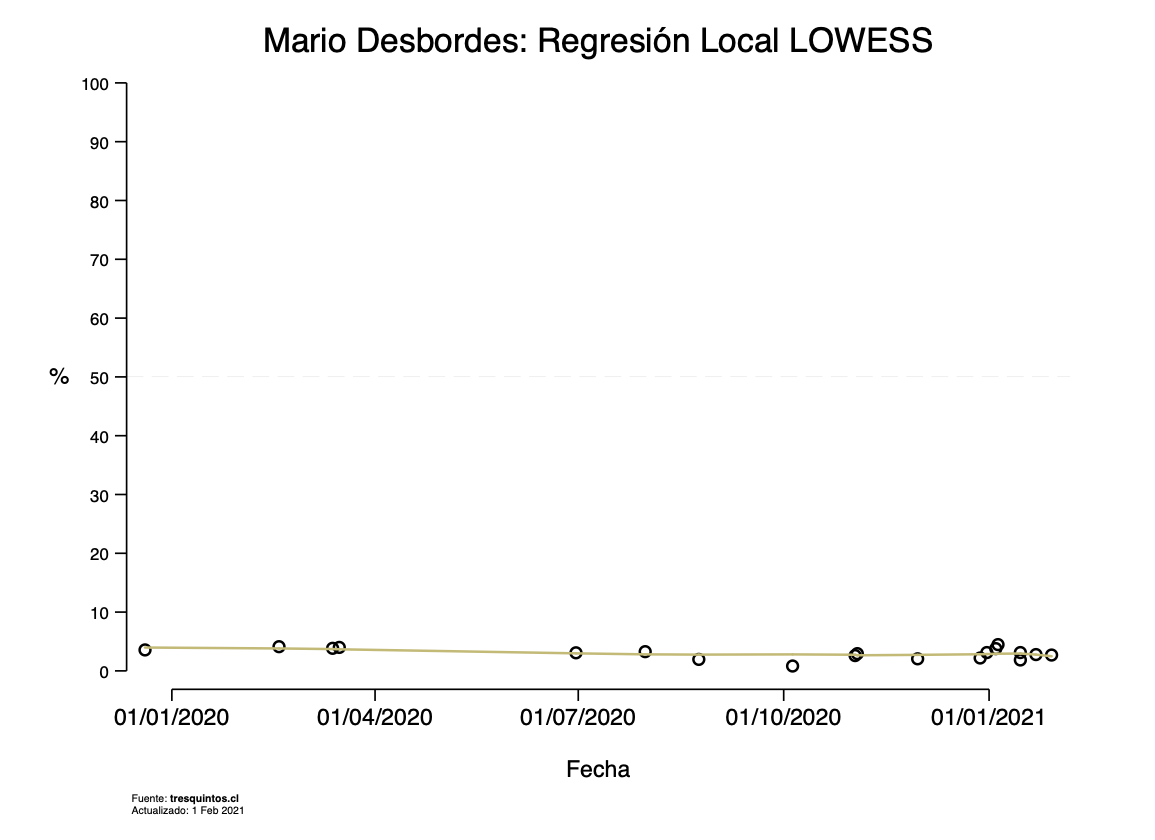 Mario Desbordes: Regresión Local LOWESS
100
90
80
70
60
% 50
40
30
20
10
0
01/01/2020 01/04/2020 01/07/2020 01/10/2020 01/01/2021
Fecha
Fuente: tresquintos.cl
Actualizado: 1 Feb 2021